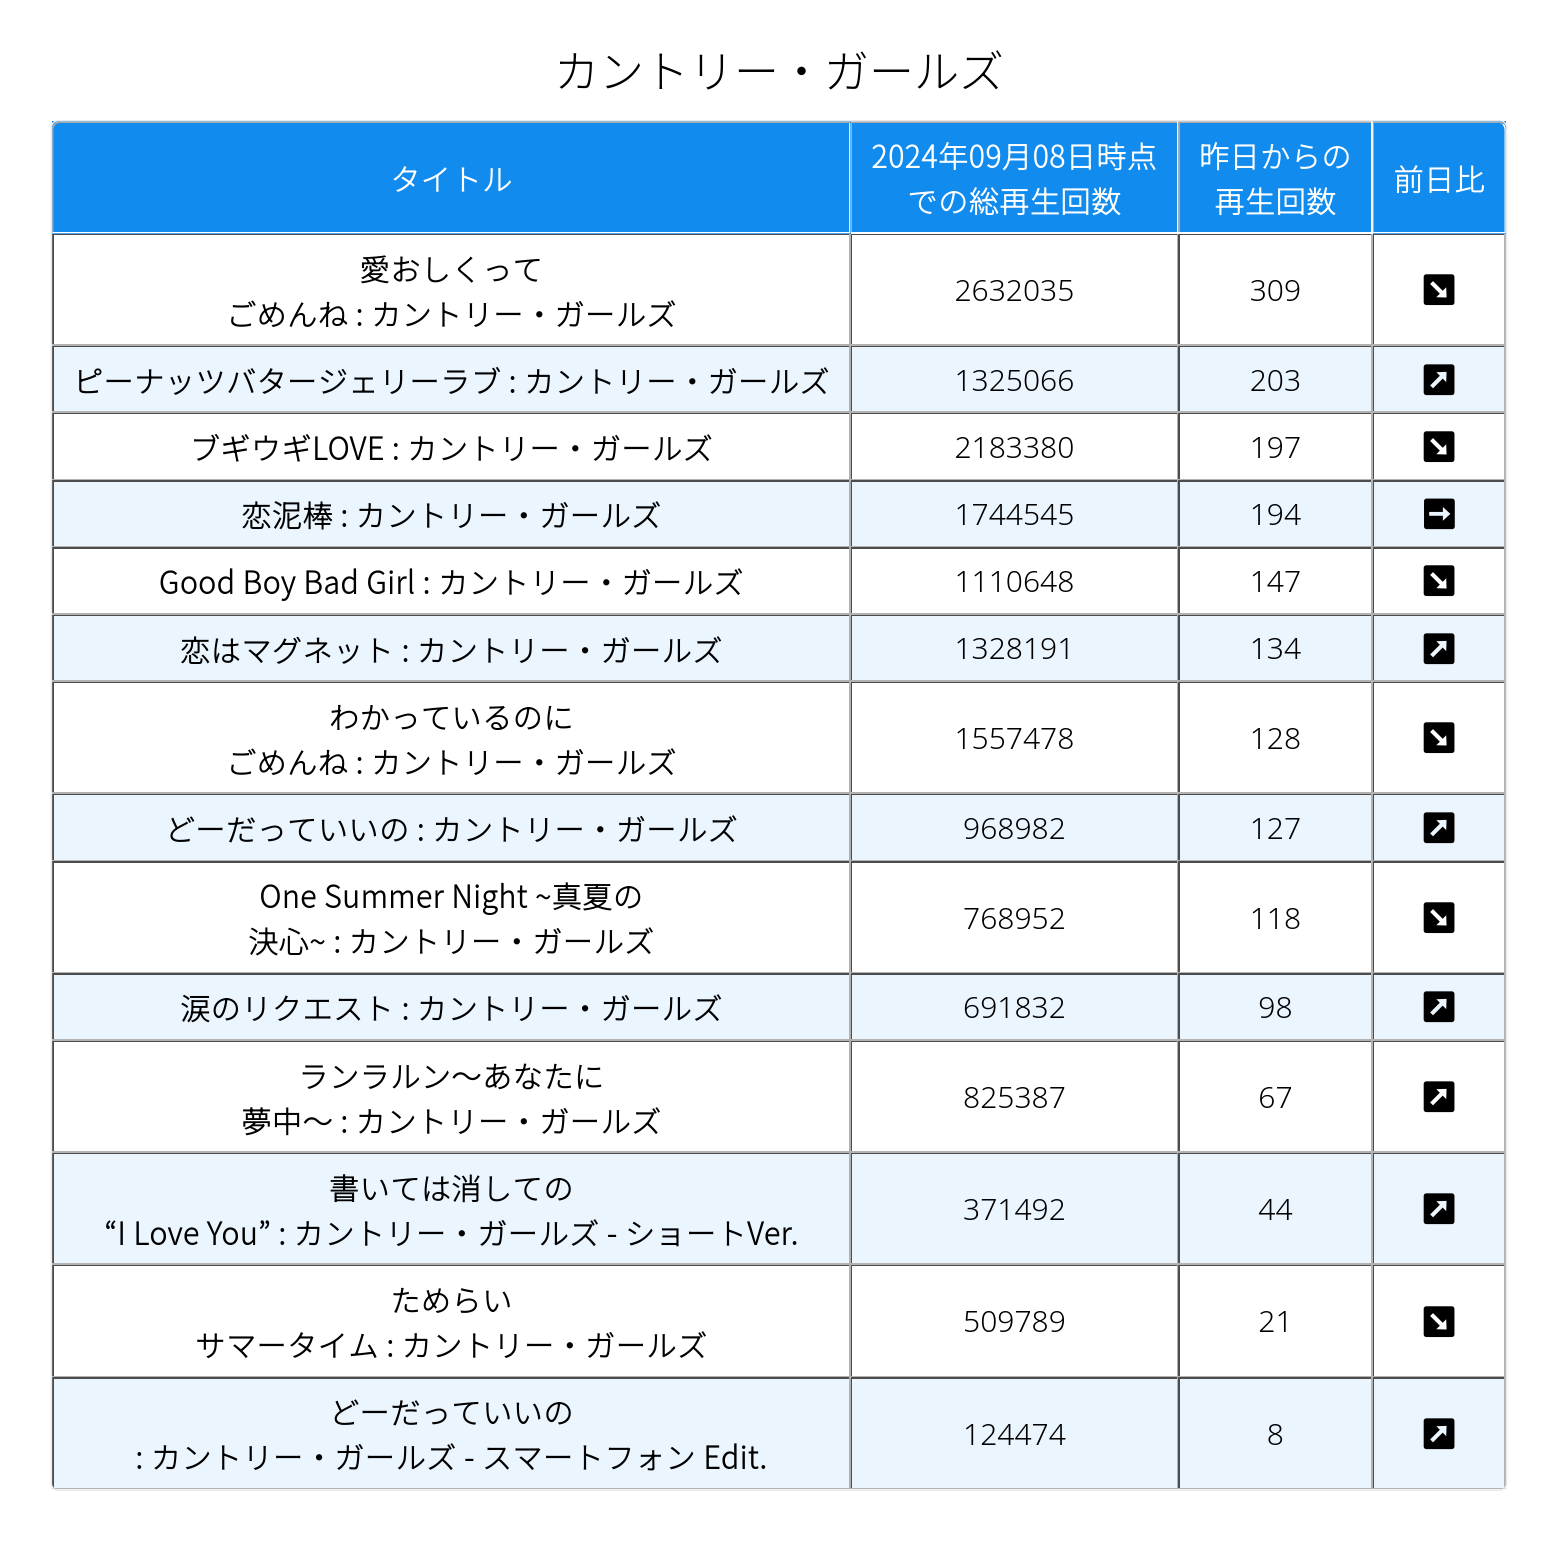 カントリー・ガールズ
タイトル
2024年09月08日時点
での総再生回数
昨日からの
再生回数
前日比
愛おしくって
ごめんね : カントリー・ガールズ
2632035
309
ピーナッツバタージェリーラブ : カントリー・ガールズ
1325066
203
ブギウギLOVE : カントリー・ガールズ
2183380
197
恋泥棒 : カントリー・ガールズ
1744545
194
Good Boy Bad Girl : カントリー・ガールズ
1110648
147
恋はマグネット : カントリー・ガールズ
1328191
134
わかっているのに
ごめんね : カントリー・ガールズ
1557478
128
どーだっていいの : カントリー・ガールズ
968982
127
One Summer Night ~真夏の
決心~ : カントリー・ガールズ
768952
118
涙のリクエスト : カントリー・ガールズ
691832
98
ランラルン〜あなたに
夢中〜 : カントリー・ガールズ
825387
67
書いては消しての
“I Love You” : カントリー・ガールズ - ショートVer.
371492
44
ためらい
サマータイム : カントリー・ガールズ
509789
21
どーだっていいの
: カントリー・ガールズ - スマートフォン Edit.
124474
8